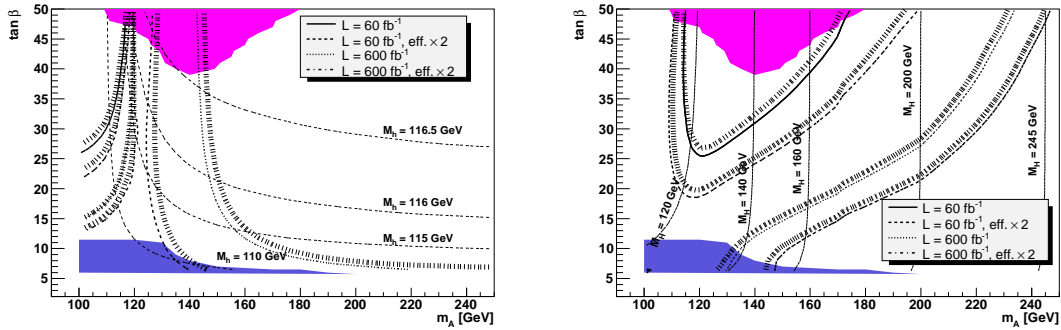 tan β
50
45
40
35
30
25
20
15
10
5
L = 60 fb⁻¹
L = 60 fb⁻¹, eff. × 2
L = 600 fb⁻¹
L = 600 fb⁻¹, eff. × 2
M_h = 116.5 GeV
M_h = 116 GeV
M_h = 115 GeV
M_h = 110 GeV
100 120 140 160 180 200 220 240
m_A [GeV]
tan β
50
45
40
35
30
25
20
15
10
5
M_H = 120 GeV
M_H = 140 GeV
M_H = 160 GeV
M_H = 200 GeV
M_H = 245 GeV
L = 60 fb⁻¹
L = 60 fb⁻¹, eff. × 2
L = 600 fb⁻¹
L = 600 fb⁻¹, eff. × 2
100 120 140 160 180 200 220 240
m_A [GeV]